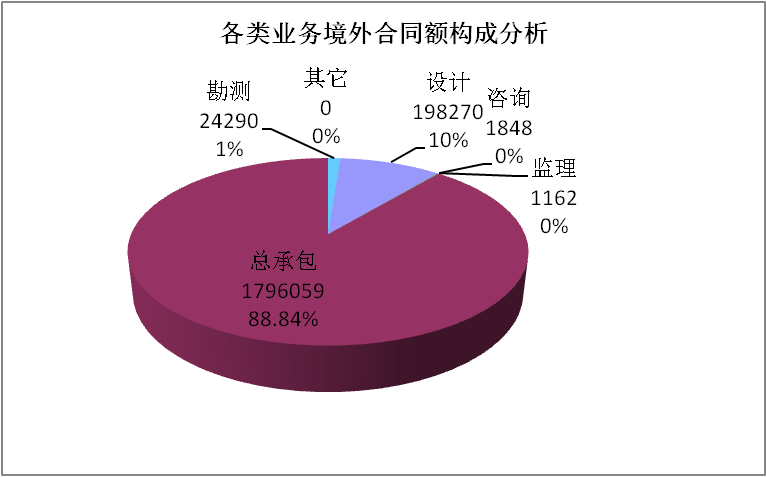 各类业务境外合同额构成分析
勘测
24290
1%
其它
0
0%
设计
198270
10%
咨询
1848
0%
监理
1162
0%
总承包
1796059
88.84%